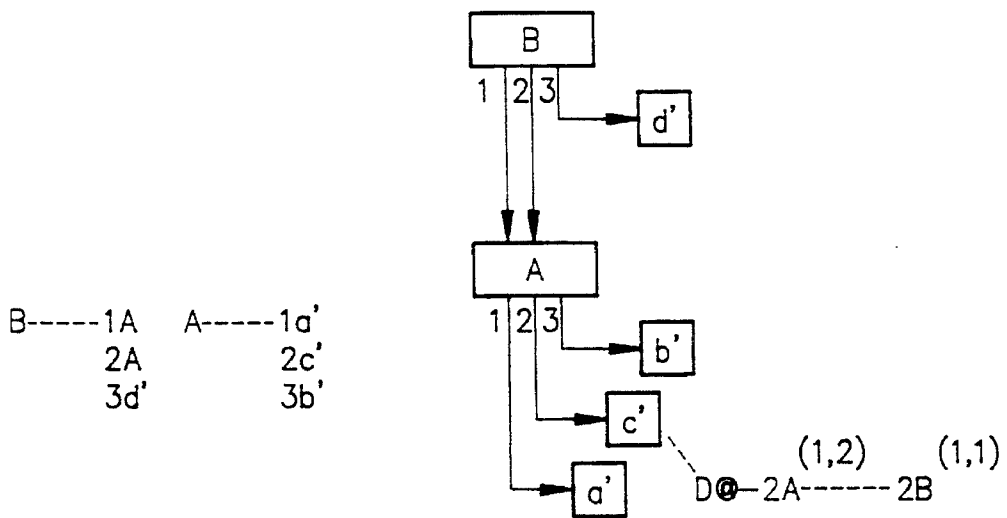 B
1 2 3
d'
A
1 2 3
B-----1A A-----1a'
2A 2c'
3d' 3b'
b'
c'
(1,2) (1,1)
a'
D@-2A------2B